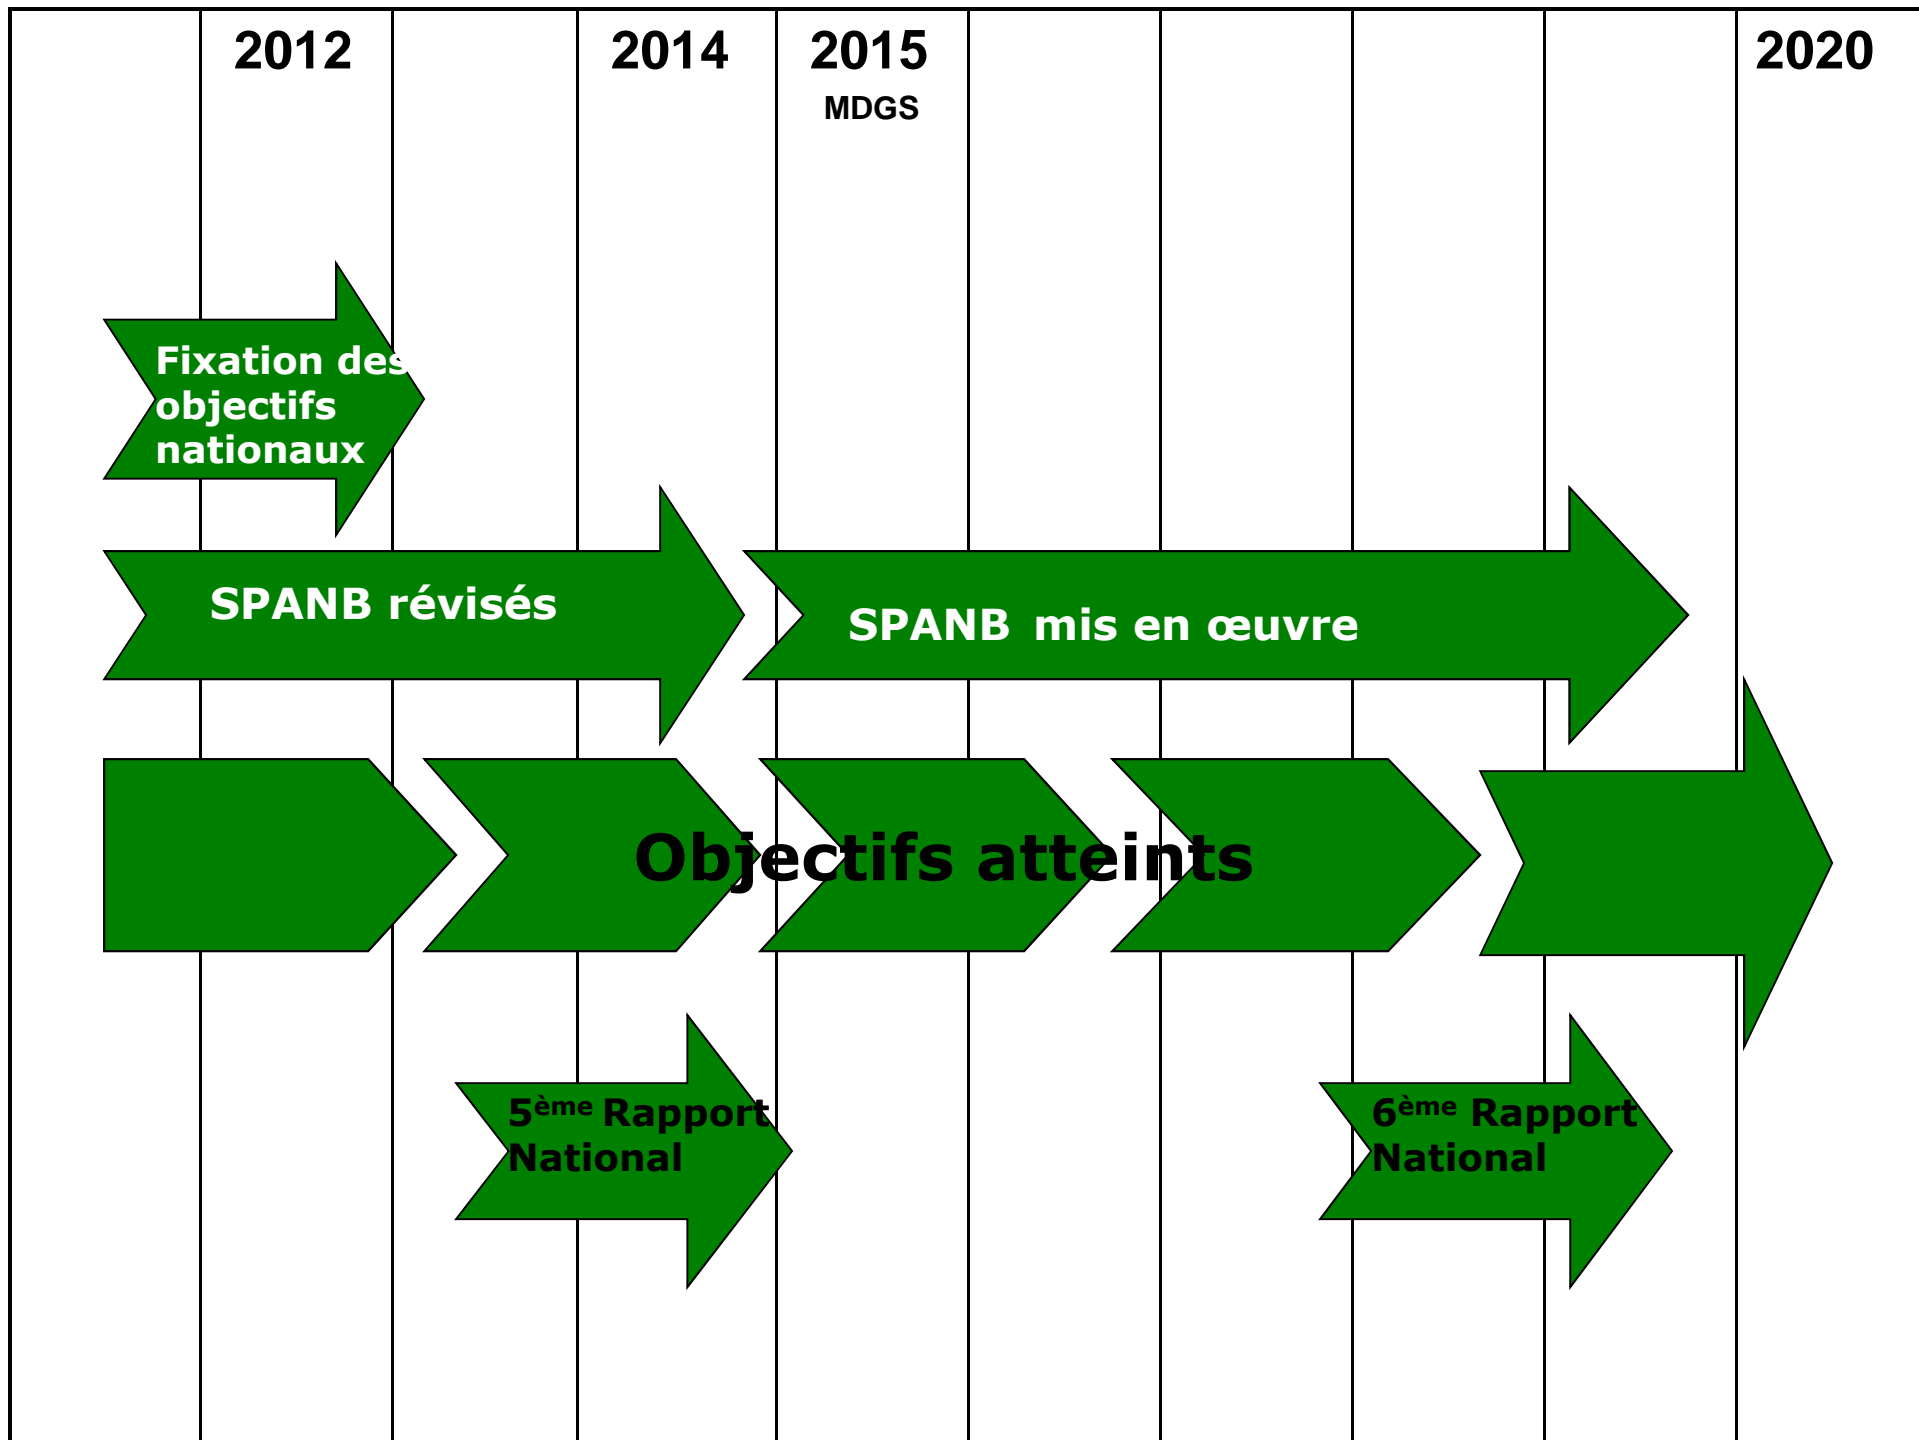 2012 2014 2015 2020
MDGS
Fixation des
objectifs
nationaux
SPANB révisés
SPANB mis en œuvre
Objectifs atteints
5ème Rapport
National
6ème Rapport
National